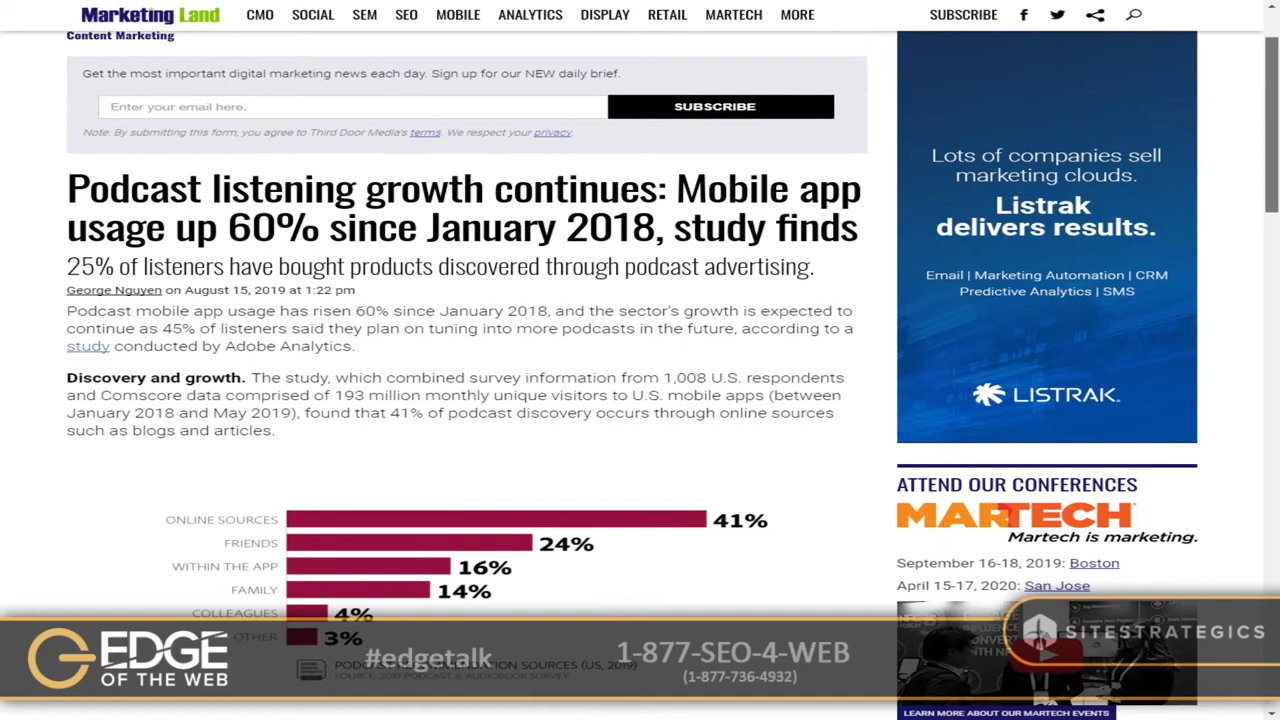 Marketing Land
CMO SOCIAL SEM SEO MOBILE ANALYTICS DISPLAY RETAIL MARTECH MORE SUBSCRIBE
Content Marketing
Get the most important digital marketing news each day. Sign up for our NEW daily brief.
Enter your email here. SUBSCRIBE
Note: By submitting this form, you agree to Third Door Media's terms. We respect your privacy.
Podcast listening growth continues: Mobile app
usage up 60% since January 2018, study finds
25% of listeners have bought products discovered through podcast advertising.
George Nguyen on August 15, 2019 at 1:22 pm
Podcast mobile app usage has risen 60% since January 2018, and the sector's growth is expected to
continue as 45% of listeners said they plan on tuning into more podcasts in the future, according to a
study conducted by Adobe Analytics.
Discovery and growth. The study, which combined survey information from 1,008 U.S. respondents
and Comscore data comprised of 193 million monthly unique visitors to U.S. mobile apps (between
January 2018 and May 2019), found that 41% of podcast discovery occurs through online sources
such as blogs and articles.
ONLINE SOURCES 41%
FRIENDS 24%
WITHIN THE APP 16%
FAMILY 14%
COLLEAGUES 4%
OTHER 3%
SOURCES (US, 2019)
SOURCE: 2019 PODCAST & AUDIOBOOK SURVEY
Lots of companies sell
marketing clouds.
Listrak
delivers results.
Email | Marketing Automation | CRM
Predictive Analytics | SMS
LISTRAK
ATTEND OUR CONFERENCES
MARTECH
Martech is marketing.
September 16-18, 2019: Boston
April 15-17, 2020: San Jose
LEARN MORE ABOUT OUR MARTECH EVENTS
EDGE
OF THE WEB
#edgetalk
1-877-SEO-4-WEB
(1-877-736-4932)
SITESTRATEGICS